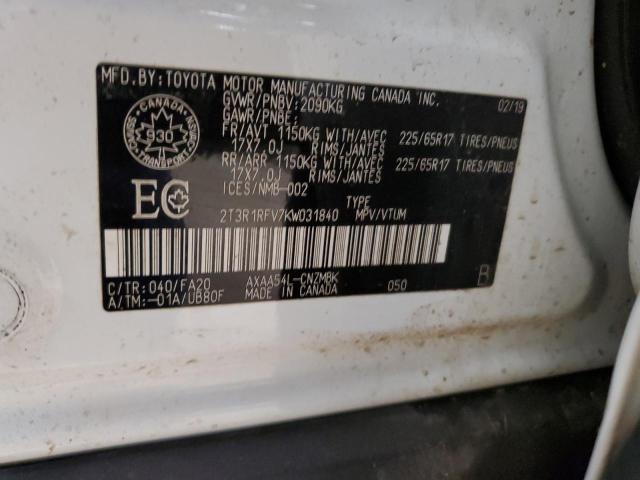 MFD.BY:TOYOTA MOTOR MANUFACTURING CANADA INC. 02/19
GVWR/PNBV:2090KG
GAWR/PNBE:
FR/AVT 1150KG WITH/AVEC 225/65R17 TIRES/PNEUS
17X7.0J RIMS/JANTES
RR/ARR 1150KG WITH/AVEC 225/65R17 TIRES/PNEUS
17X7.0J RIMS/JANTES
ICES/NMB-002
CANADA
930
TRANSPORT
EC
TYPE
2T3R1RFV7KW031840 MPV/VTUM
C/TR:040/FA20 AXAA54L-CNZMBK 050 B
A/TM:-01A/UB80F MADE IN CANADA